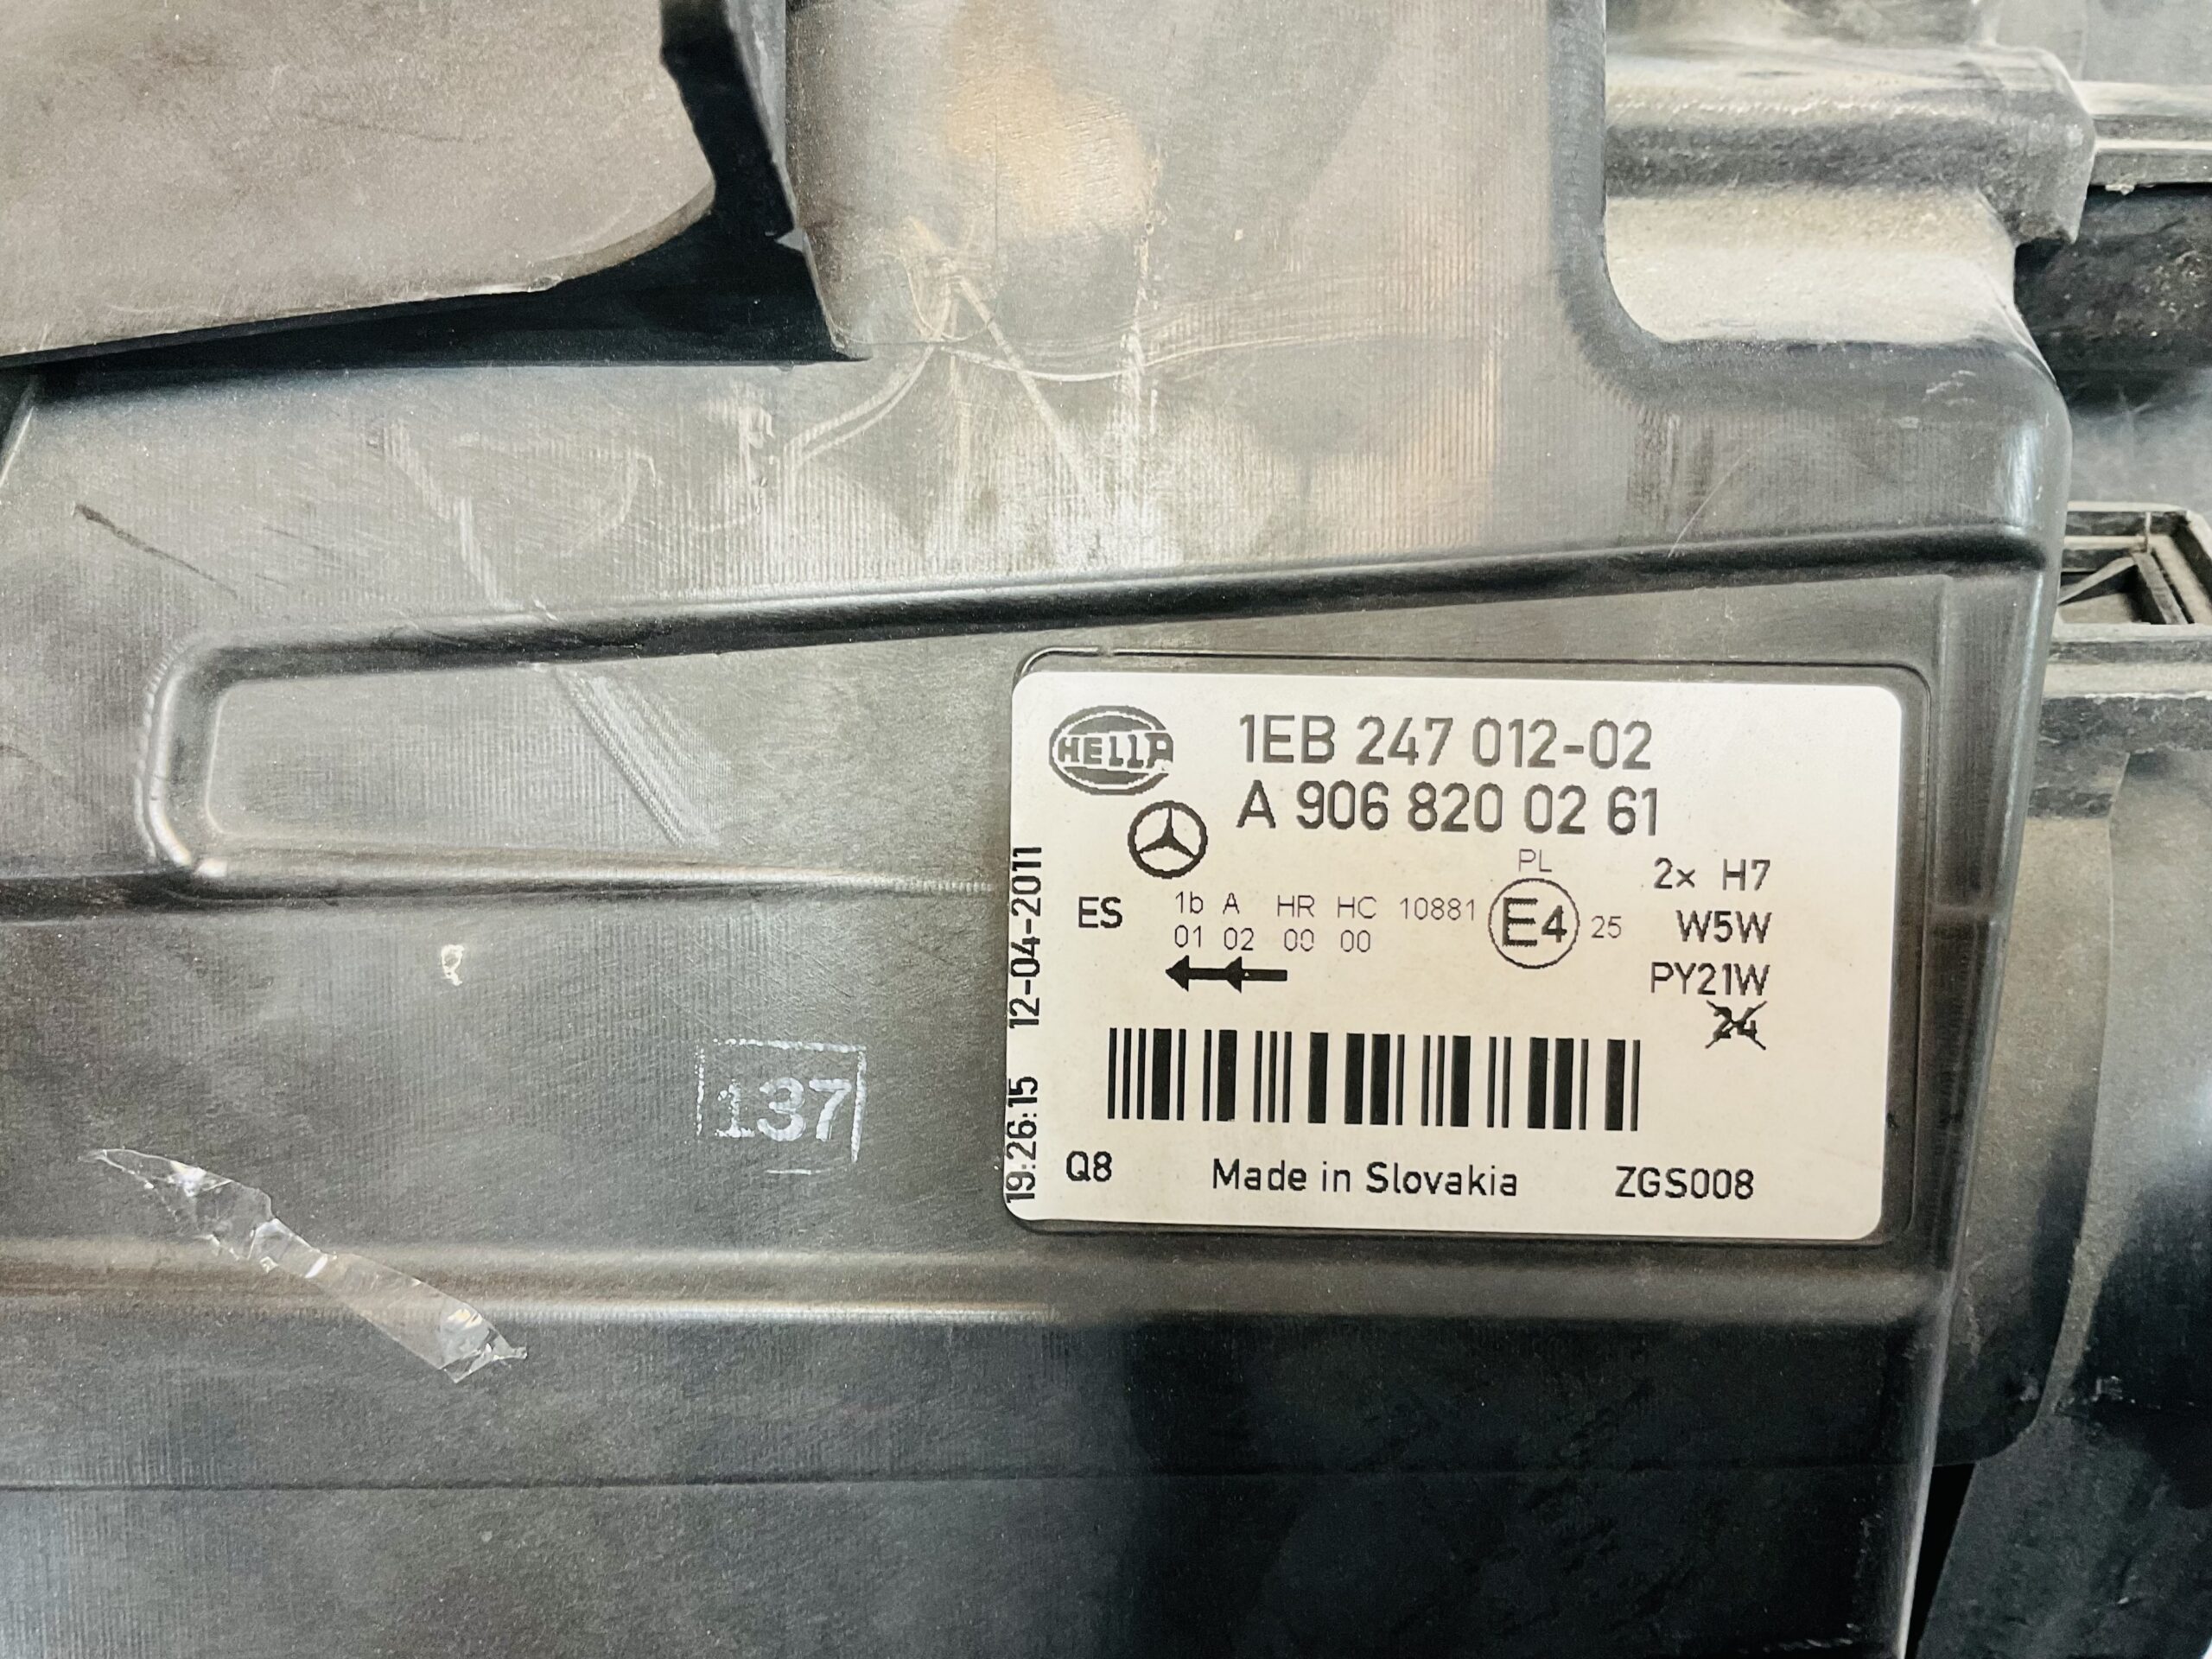 HELLA
1EB 247 012-02
A 906 820 02 61
PL
2x H7
ES
1b A HR HC 10881 E4 25
W5W
01 02 00 00
PY21W
24
Q8
Made in Slovakia
ZGS008
19:26:15 12-04-2011
137